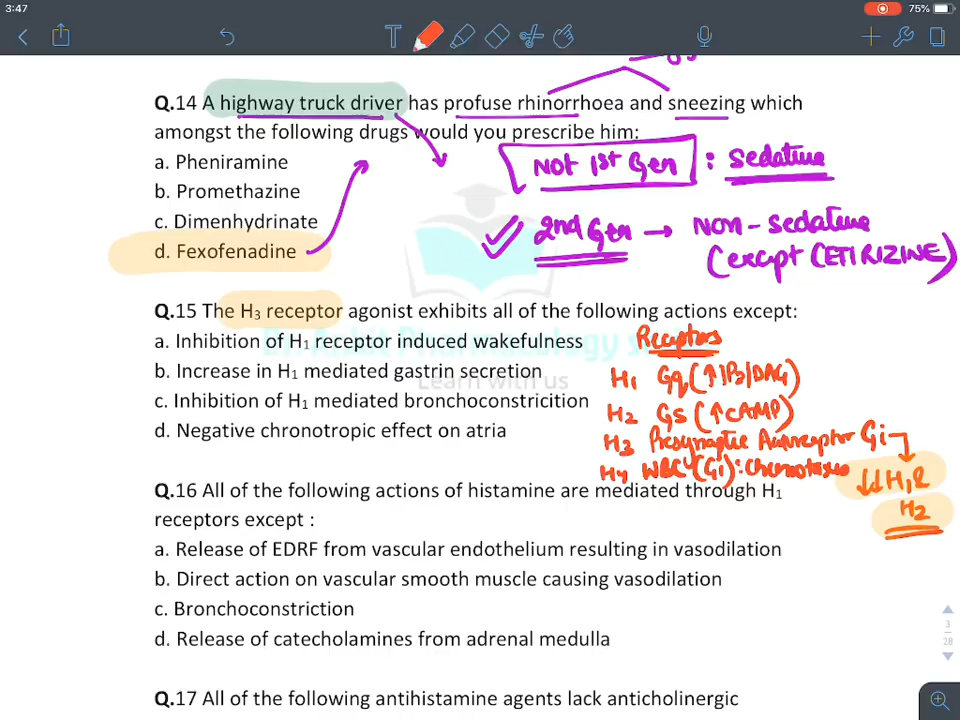 3:47
75%
T
Q.14 A highway truck driver has profuse rhinorrhoea and sneezing which
amongst the following drugs would you prescribe him:
a. Pheniramine
b. Promethazine
c. Dimenhydrinate
d. Fexofenadine
Not 1st Gen : Sedative
2nd Gen → Non-Sedative
(except CETIRIZINE)
Q.15 The H3 receptor agonist exhibits all of the following actions except:
a. Inhibition of H1 receptor induced wakefulness
b. Increase in H1 mediated gastrin secretion
c. Inhibition of H1 mediated bronchoconstricition
d. Negative chronotropic effect on atria
Receptors
H1 Gq (↑IP3/DAG)
H2 Gs (↑CAMP)
H3 Presynaptic Autoreceptor Gi
H4 WBC (Gi): Chemotaxis
↓↓ H1R
H2
Learn with us
Q.16 All of the following actions of histamine are mediated through H1
receptors except :
a. Release of EDRF from vascular endothelium resulting in vasodilation
b. Direct action on vascular smooth muscle causing vasodilation
c. Bronchoconstriction
d. Release of catecholamines from adrenal medulla
3
28
Q.17 All of the following antihistamine agents lack anticholinergic